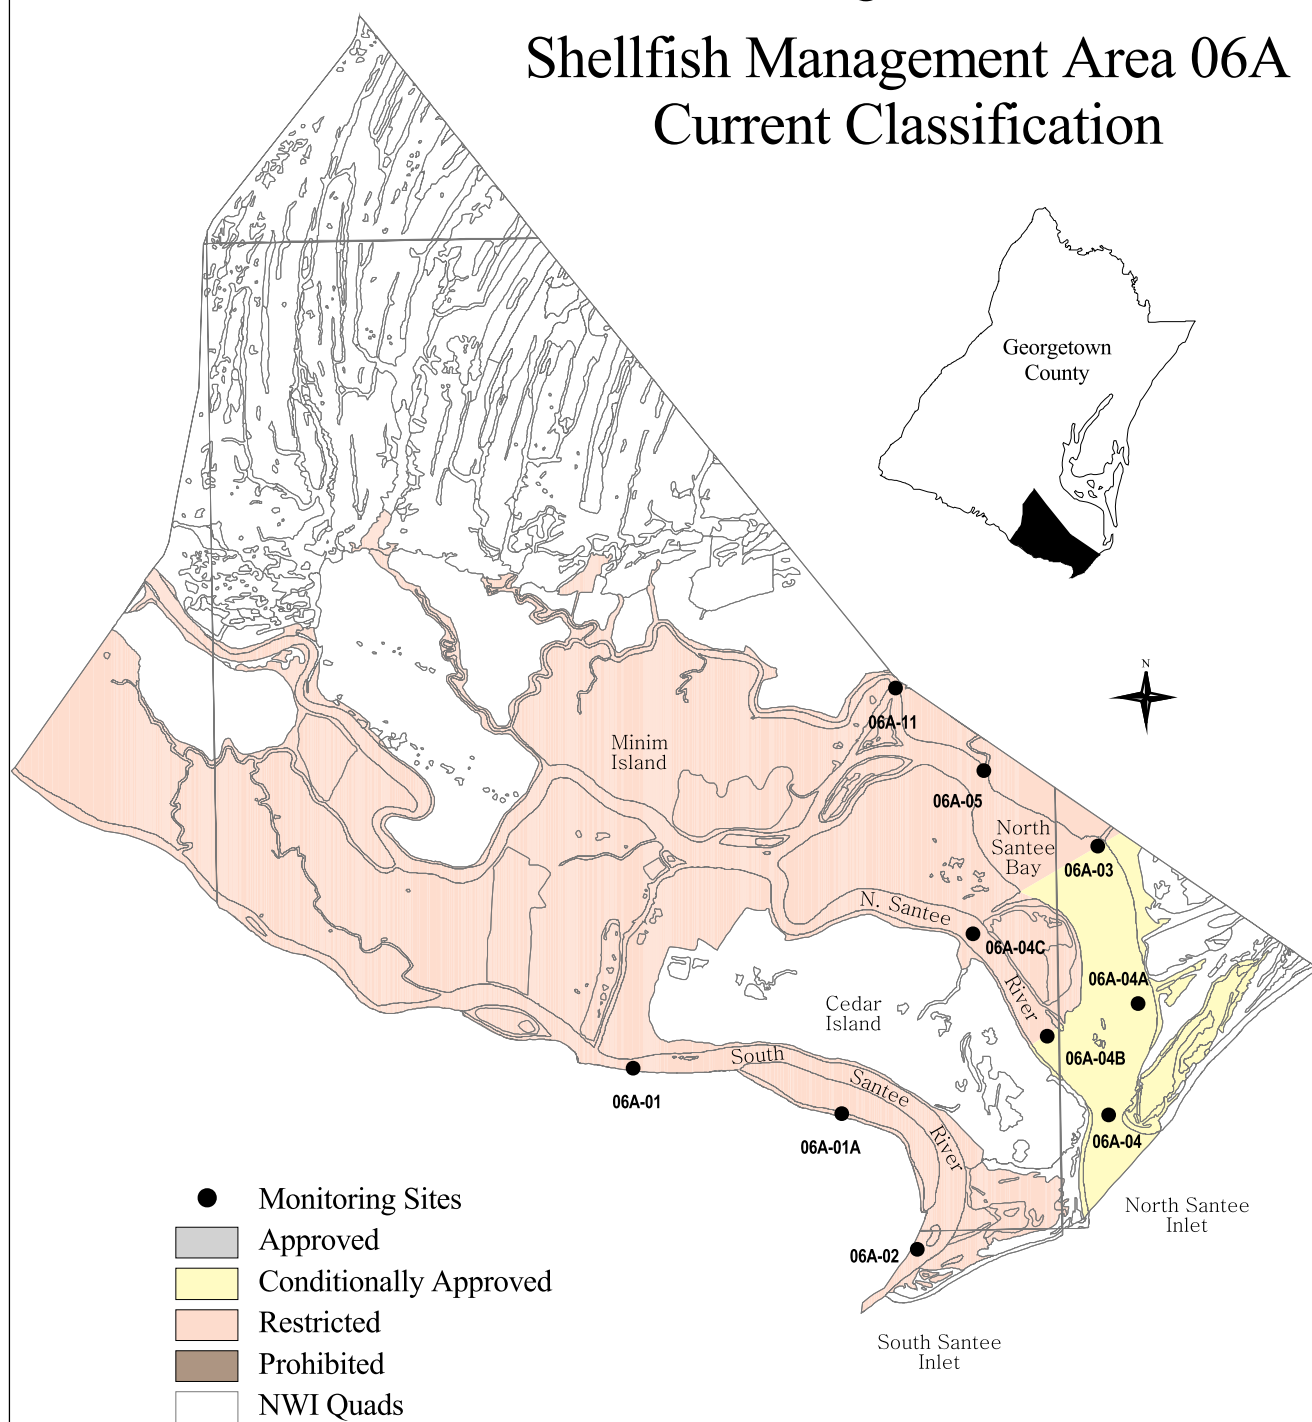 Shellfish Management Area 06A
Current Classification
Georgetown
County
N
06A-11
Minim
Island
06A-05
North
Santee
Bay
06A-03
N. Santee
River
06A-04C
06A-04A
Cedar
Island
06A-04B
South
Santee
River
06A-01
06A-01A
06A-04
North Santee
Inlet
06A-02
South Santee
Inlet
Monitoring Sites
Approved
Conditionally Approved
Restricted
Prohibited
NWI Quads